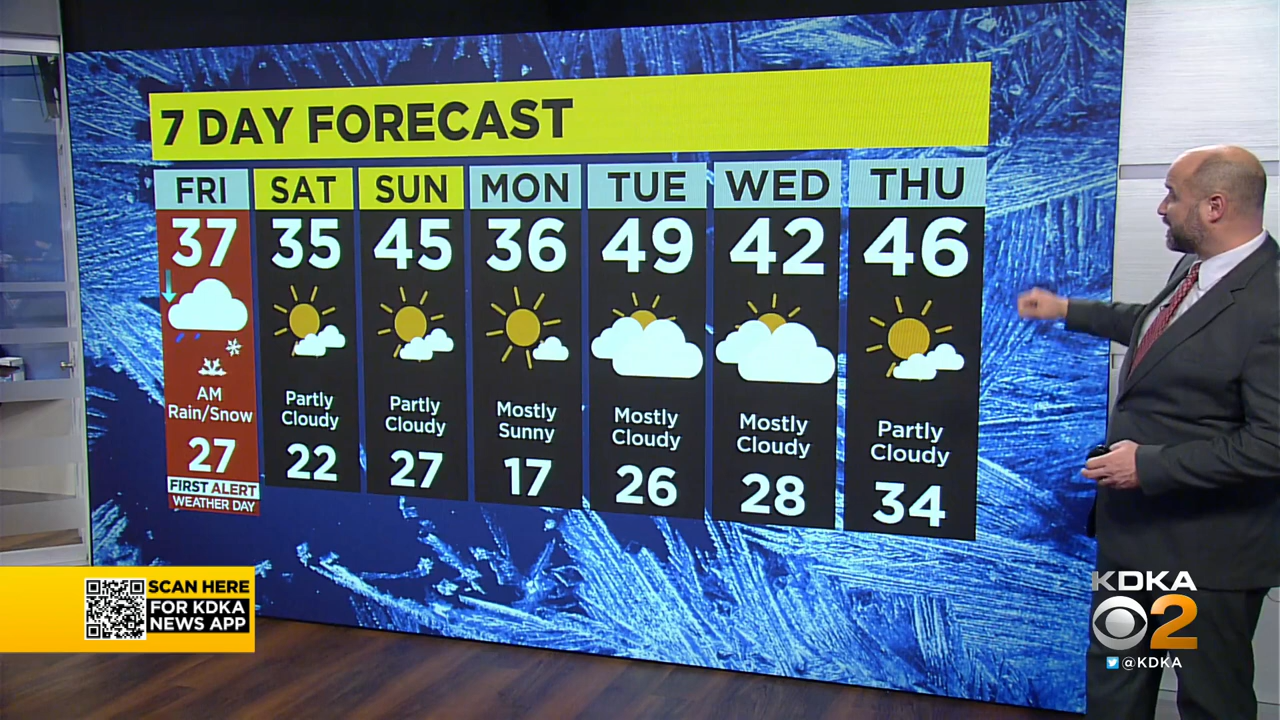 7 DAY FORECAST
FRI
37
AM
Rain/Snow
27
FIRST ALERT
WEATHER DAY
SAT
35
Partly
Cloudy
22
SUN
45
Partly
Cloudy
27
MON
36
Mostly
Sunny
17
TUE
49
Mostly
Cloudy
26
WED
42
Mostly
Cloudy
28
THU
46
Partly
Cloudy
34
SCAN HERE
FOR KDKA
NEWS APP
KDKA
2
@KDKA